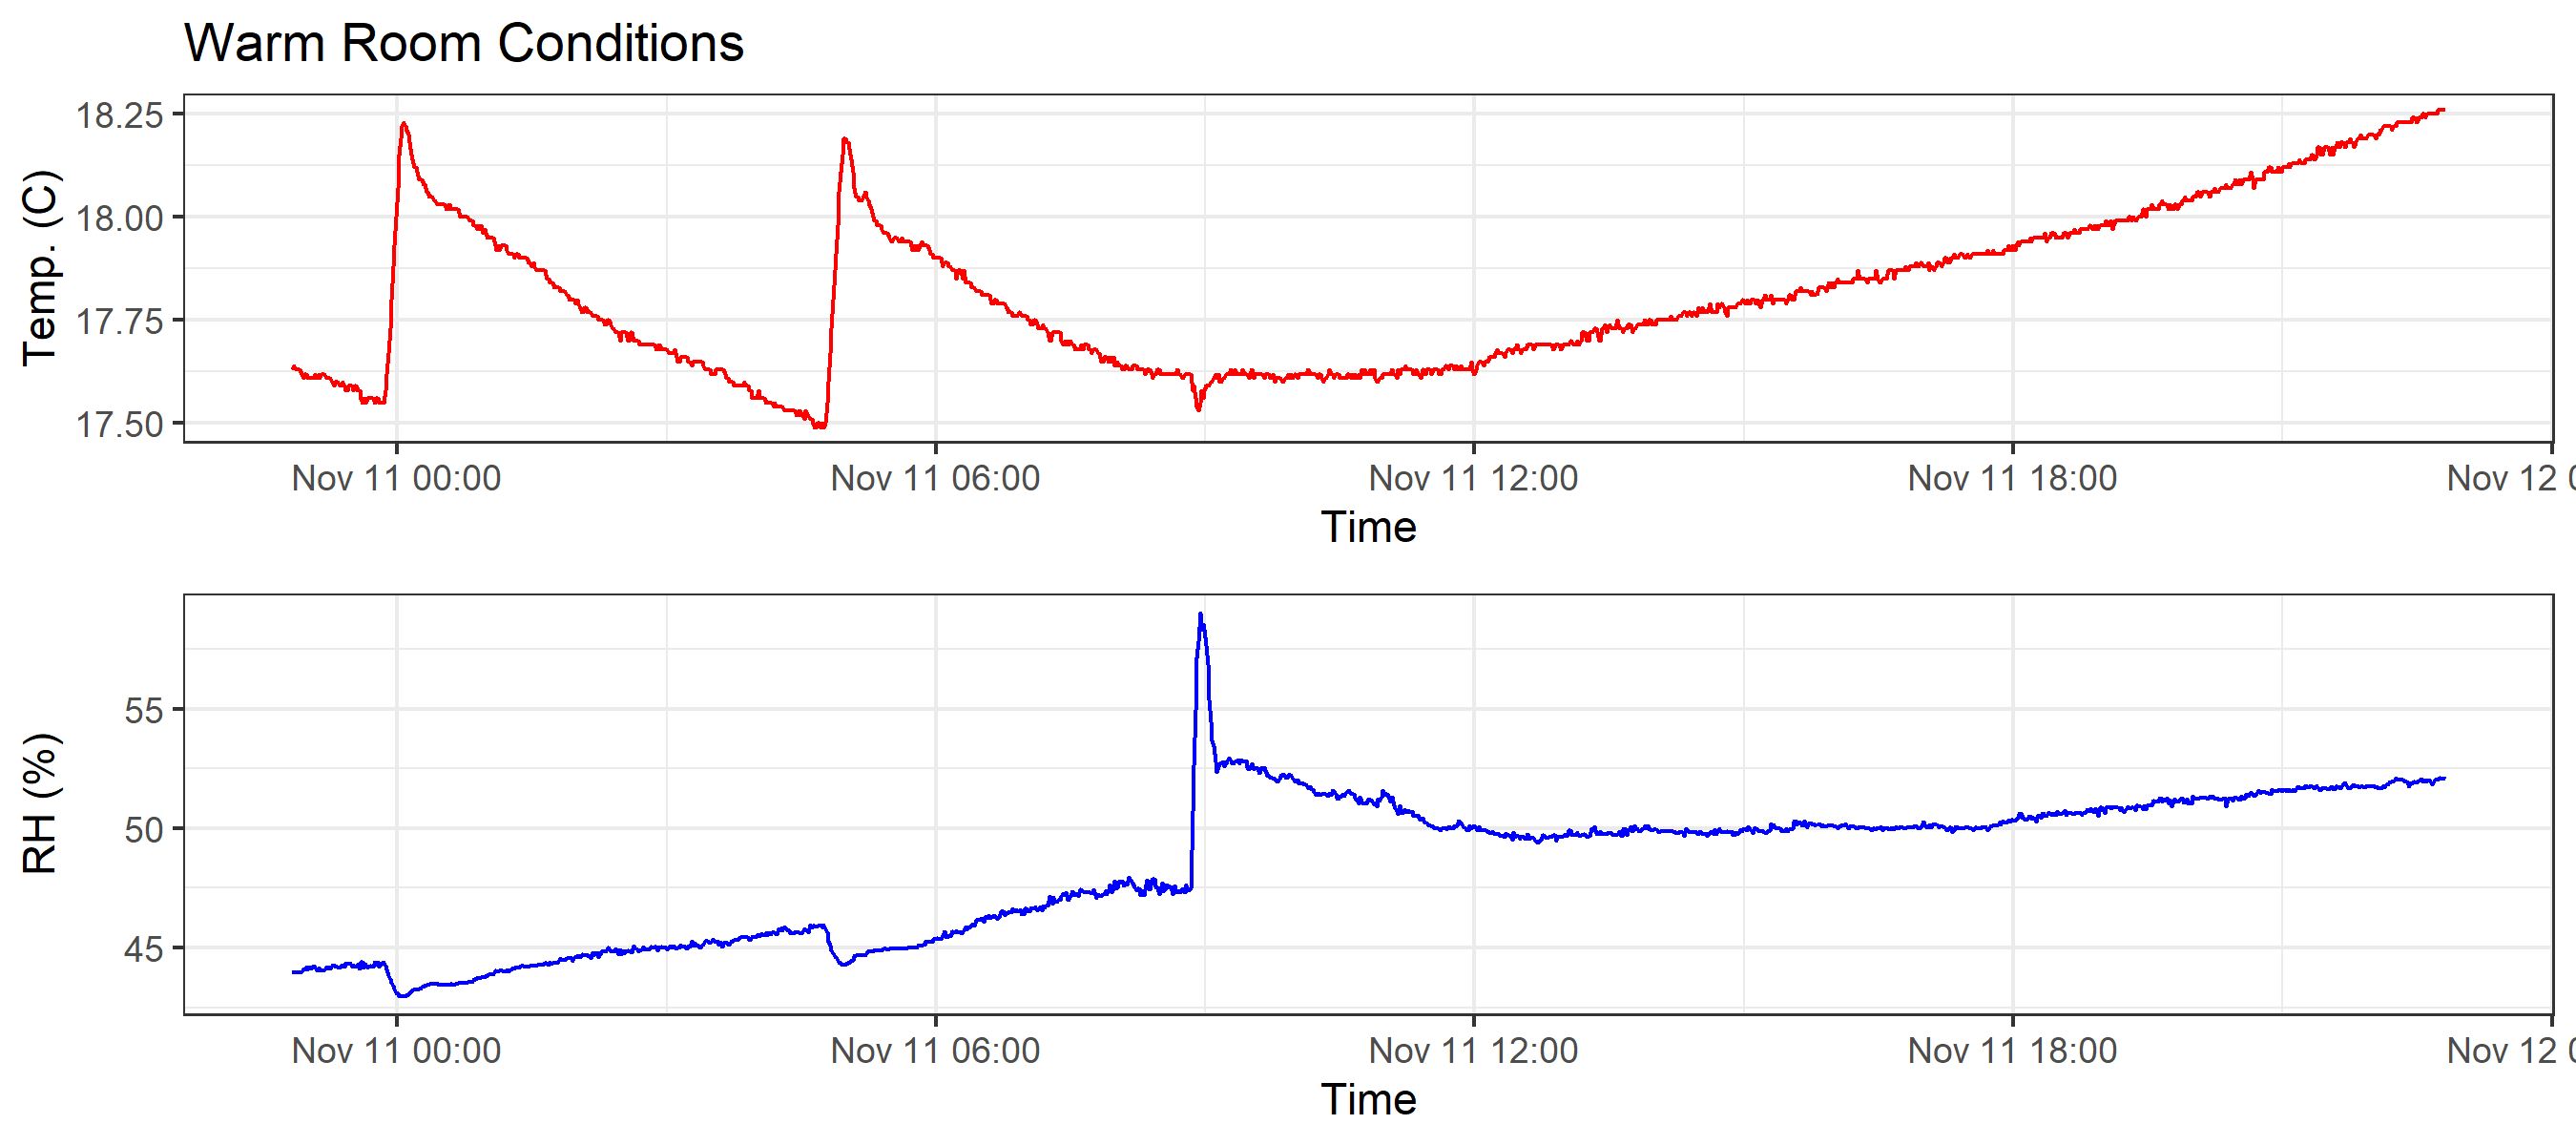 Warm Room Conditions
Temp. (C)
18.25
18.00
17.75
17.50
Nov 11 00:00 Nov 11 06:00 Nov 11 12:00 Nov 11 18:00 Nov 12 0
Time
RH (%)
55
50
45
Nov 11 00:00 Nov 11 06:00 Nov 11 12:00 Nov 11 18:00 Nov 12 0
Time